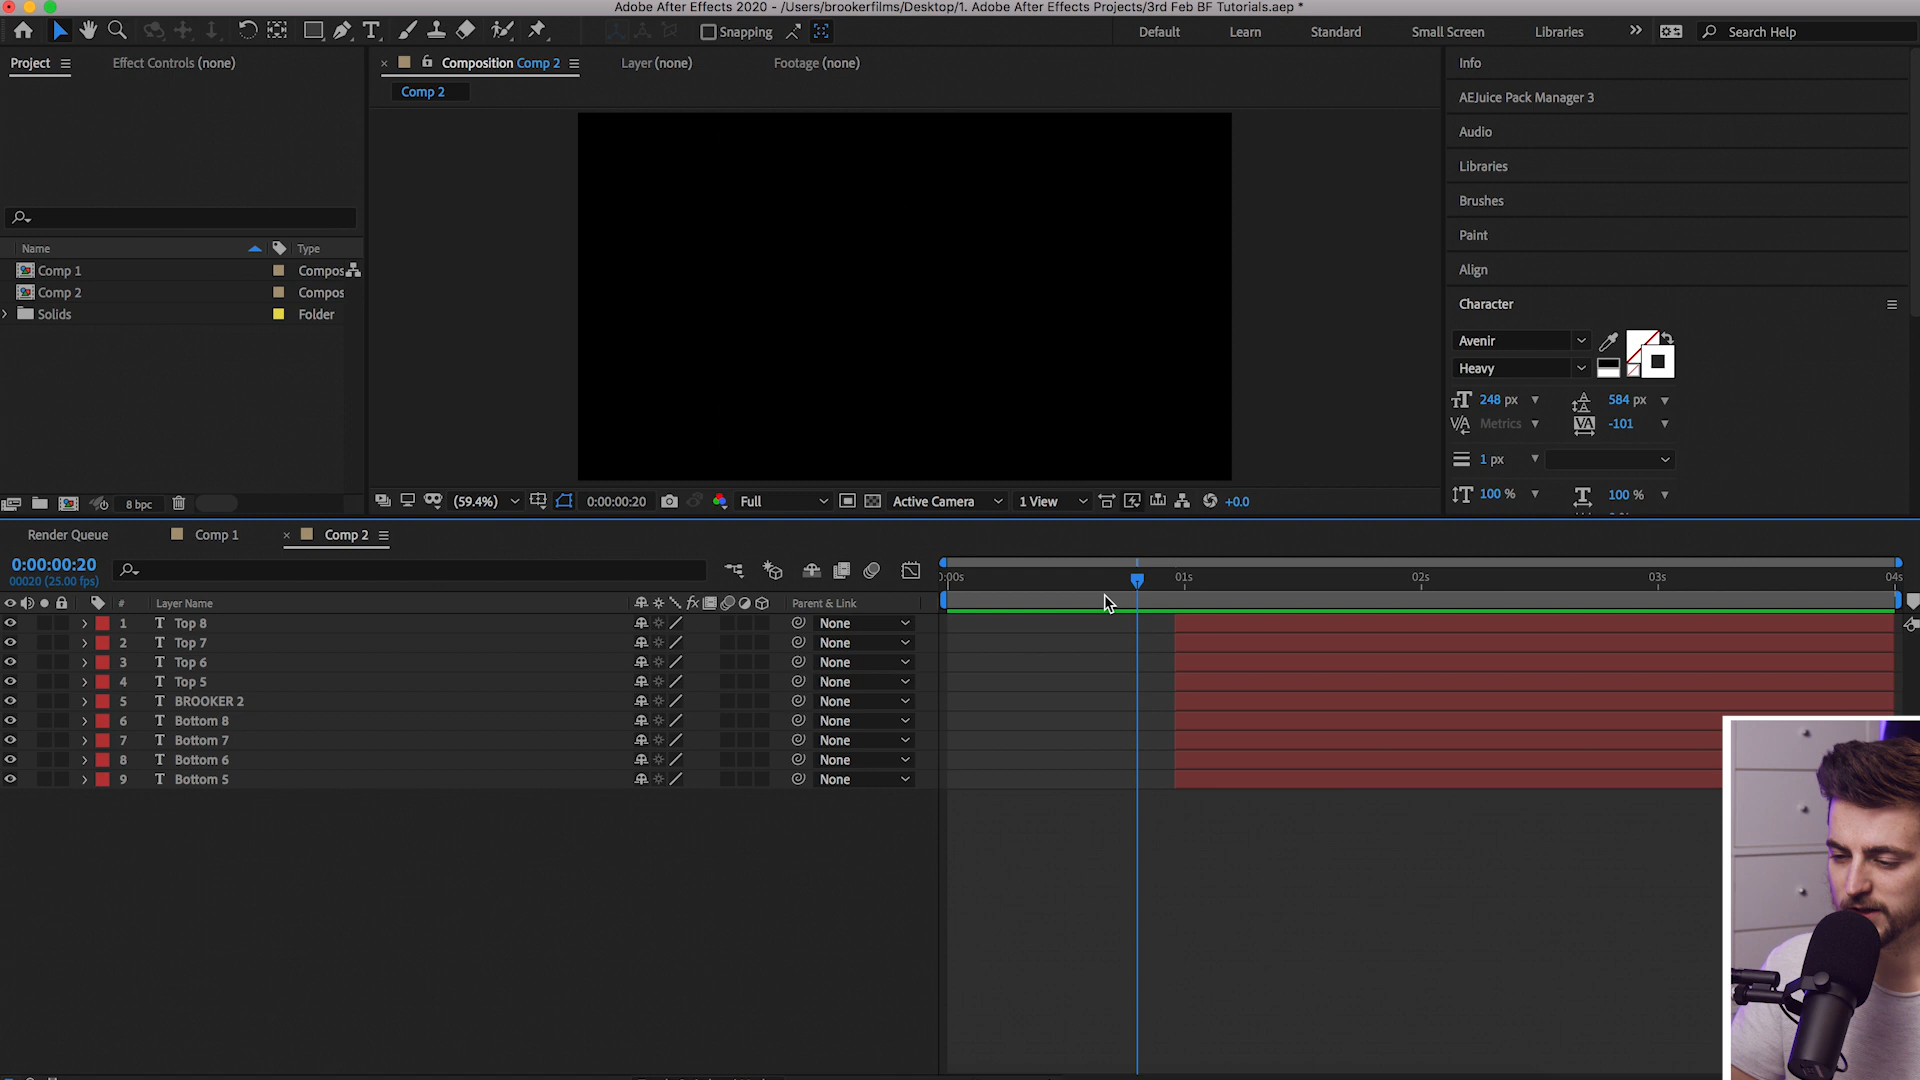 Adobe After Effects 2020 - /Users/brookerfilms/Desktop/1. Adobe After Effects Projects/3rd Feb BF Tutorials.aep *
Snapping
Default
Learn
Standard
Small Screen
Libraries
Search Help
Project
Effect Controls (none)
Composition Comp 2
Layer (none)
Footage (none)
Comp 2
Info
AEJuice Pack Manager 3
Audio
Libraries
Brushes
Paint
Align
Character
Name
Type
Comp 1
Compos
Comp 2
Compos
Solids
Folder
Avenir
Heavy
248 px
584 px
Metrics
-101
1 px
100 %
100 %
8 bpc
(59.4%)
0:00:00:20
Full
Active Camera
1 View
+0.0
Render Queue
Comp 1
Comp 2
0:00:00:20
00020 (25.00 fps)
:00s
01s
02s
03s
04s
#
Layer Name
Parent & Link
1 T Top 8 None
2 T Top 7 None
3 T Top 6 None
4 T Top 5 None
5 T BROOKER 2 None
6 T Bottom 8 None
7 T Bottom 7 None
8 T Bottom 6 None
9 T Bottom 5 None